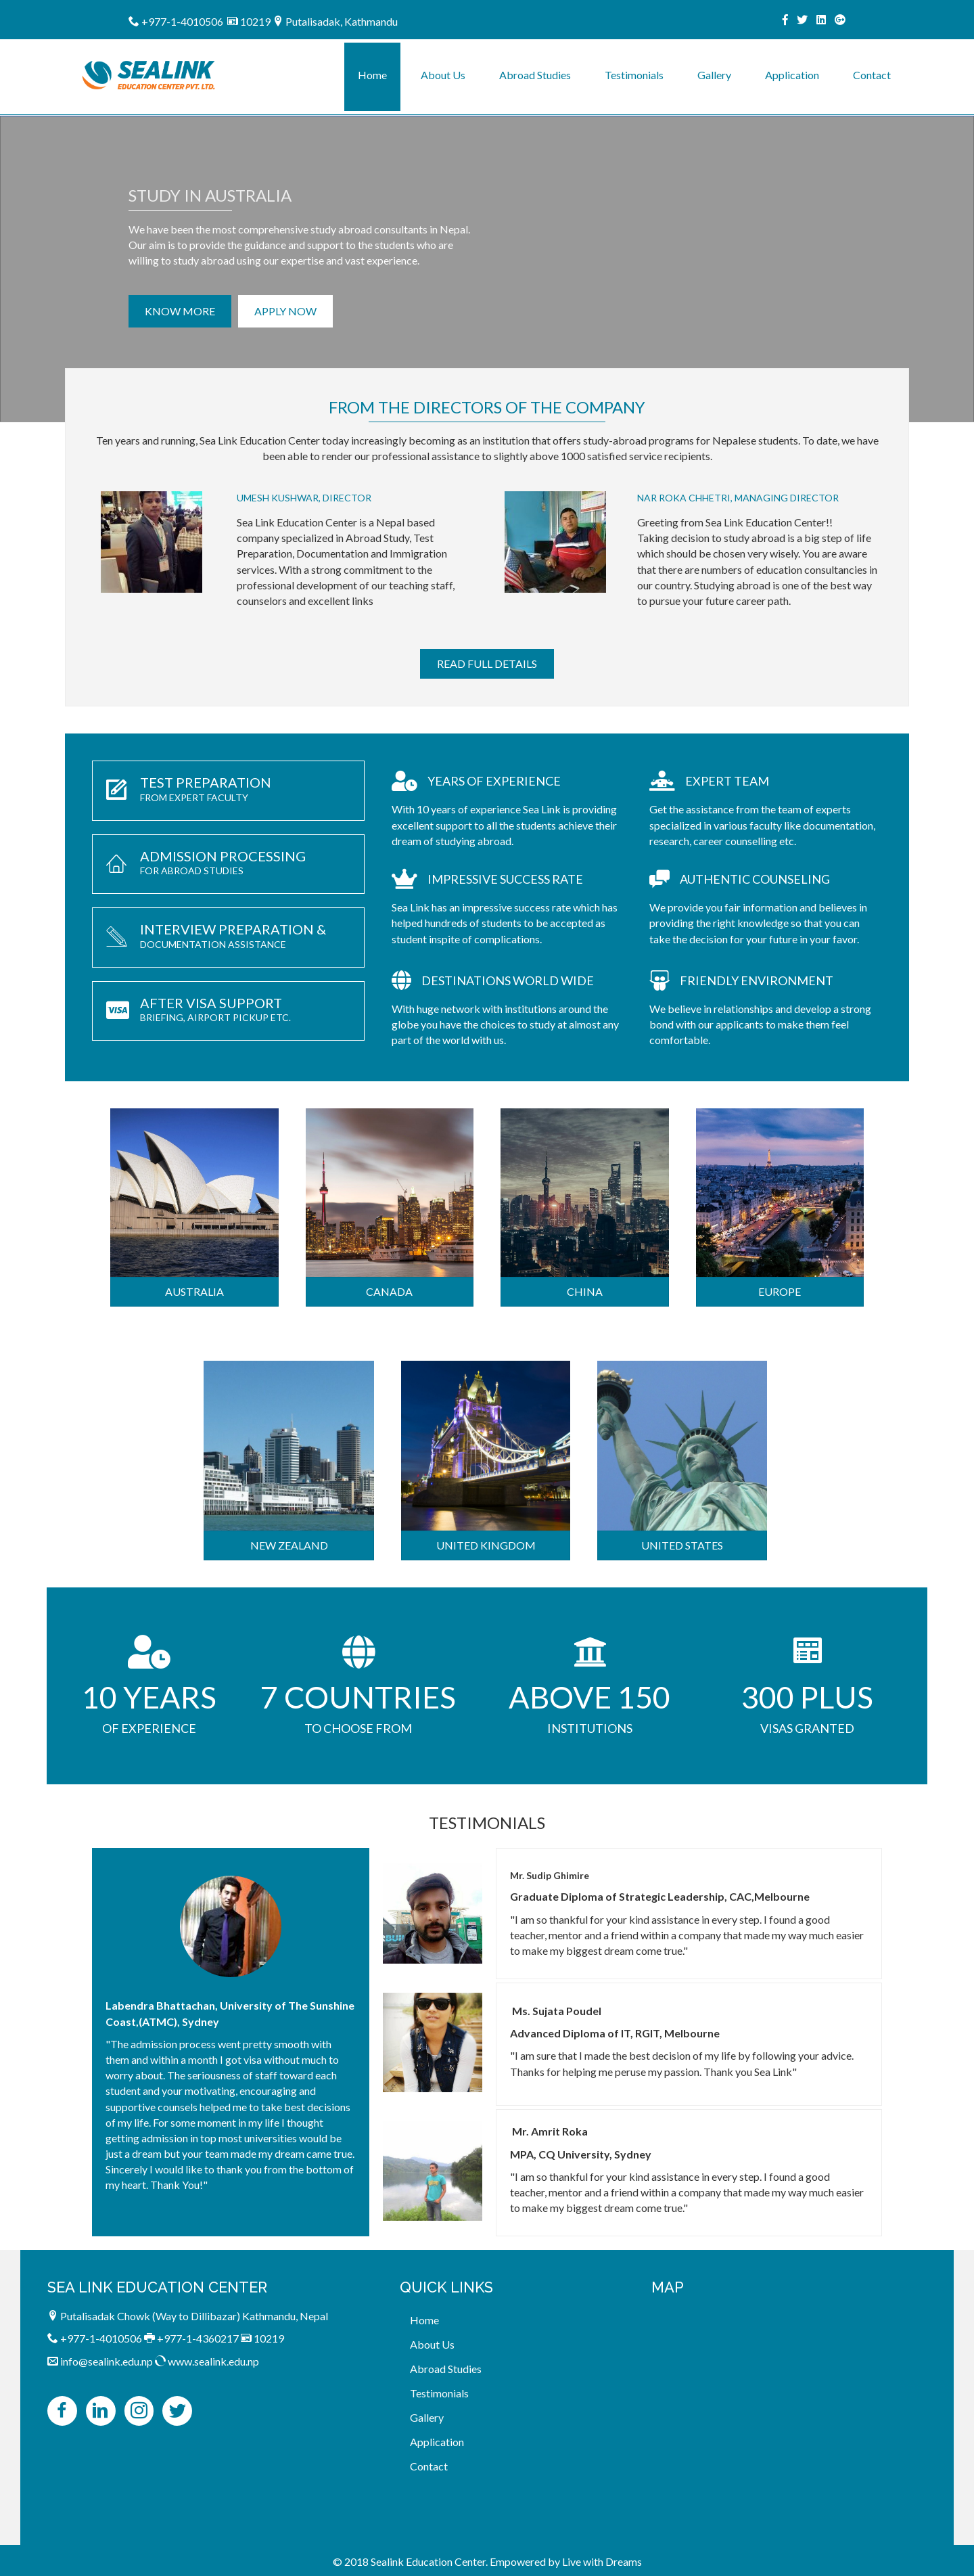 +977-1-4010506 10219 Putalisadak, Kathmandu
SEALINK
EDUCATION CENTER PVT. LTD.
Home
About Us
Abroad Studies
Testimonials
Gallery
Application
Contact
STUDY IN AUSTRALIA
We have been the most comprehensive study abroad consultants in Nepal.
Our aim is to provide the guidance and support to the students who are
willing to study abroad using our expertise and vast experience.
KNOW MORE
APPLY NOW
FROM THE DIRECTORS OF THE COMPANY
Ten years and running, Sea Link Education Center today increasingly becoming as an institution that offers study-abroad programs for Nepalese students. To date, we have
been able to render our professional assistance to slightly above 1000 satisfied service recipients.
UMESH KUSHWAR, DIRECTOR
Sea Link Education Center is a Nepal based
company specialized in Abroad Study, Test
Preparation, Documentation and Immigration
services. With a strong commitment to the
professional development of our teaching staff,
counselors and excellent links
NAR ROKA CHHETRI, MANAGING DIRECTOR
Greeting from Sea Link Education Center!!
Taking decision to study abroad is a big step of life
which should be chosen very wisely. You are aware
that there are numbers of education consultancies in
our country. Studying abroad is one of the best way
to pursue your future career path.
READ FULL DETAILS
TEST PREPARATION
FROM EXPERT FACULTY
ADMISSION PROCESSING
FOR ABROAD STUDIES
INTERVIEW PREPARATION &
DOCUMENTATION ASSISTANCE
VISA
AFTER VISA SUPPORT
BRIEFING, AIRPORT PICKUP ETC.
YEARS OF EXPERIENCE
With 10 years of experience Sea Link is providing
excellent support to all the students achieve their
dream of studying abroad.
IMPRESSIVE SUCCESS RATE
Sea Link has an impressive success rate which has
helped hundreds of students to be accepted as
student inspite of complications.
DESTINATIONS WORLD WIDE
With huge network with institutions around the
globe you have the choices to study at almost any
part of the world with us.
EXPERT TEAM
Get the assistance from the team of experts
specialized in various faculty like documentation,
research, career counselling etc.
AUTHENTIC COUNSELING
We provide you fair information and believes in
providing the right knowledge so that you can
take the decision for your future in your favor.
FRIENDLY ENVIRONMENT
We believe in relationships and develop a strong
bond with our applicants to make them feel
comfortable.
AUSTRALIA
CANADA
CHINA
EUROPE
NEW ZEALAND
UNITED KINGDOM
UNITED STATES
10 YEARS
OF EXPERIENCE
7 COUNTRIES
TO CHOOSE FROM
ABOVE 150
INSTITUTIONS
300 PLUS
VISAS GRANTED
TESTIMONIALS
Labendra Bhattachan, University of The Sunshine
Coast,(ATMC), Sydney
"The admission process went pretty smooth with
them and within a month I got visa without much to
worry about. The seriousness of staff toward each
student and your motivating, encouraging and
supportive counsels helped me to take best decisions
of my life. For some moment in my life I thought
getting admission in top most universities would be
just a dream but your team made my dream came true.
Sincerely I would like to thank you from the bottom of
my heart. Thank You!"
Mr. Sudip Ghimire
Graduate Diploma of Strategic Leadership, CAC,Melbourne
"I am so thankful for your kind assistance in every step. I found a good
teacher, mentor and a friend within a company that made my way much easier
to make my biggest dream come true."
Ms. Sujata Poudel
Advanced Diploma of IT, RGIT, Melbourne
"I am sure that I made the best decision of my life by following your advice.
Thanks for helping me peruse my passion. Thank you Sea Link"
Mr. Amrit Roka
MPA, CQ University, Sydney
"I am so thankful for your kind assistance in every step. I found a good
teacher, mentor and a friend within a company that made my way much easier
to make my biggest dream come true."
SEA LINK EDUCATION CENTER
Putalisadak Chowk (Way to Dillibazar) Kathmandu, Nepal
+977-1-4010506 +977-1-4360217 10219
info@sealink.edu.np www.sealink.edu.np
QUICK LINKS
Home
About Us
Abroad Studies
Testimonials
Gallery
Application
Contact
MAP
© 2018 Sealink Education Center. Empowered by Live with Dreams